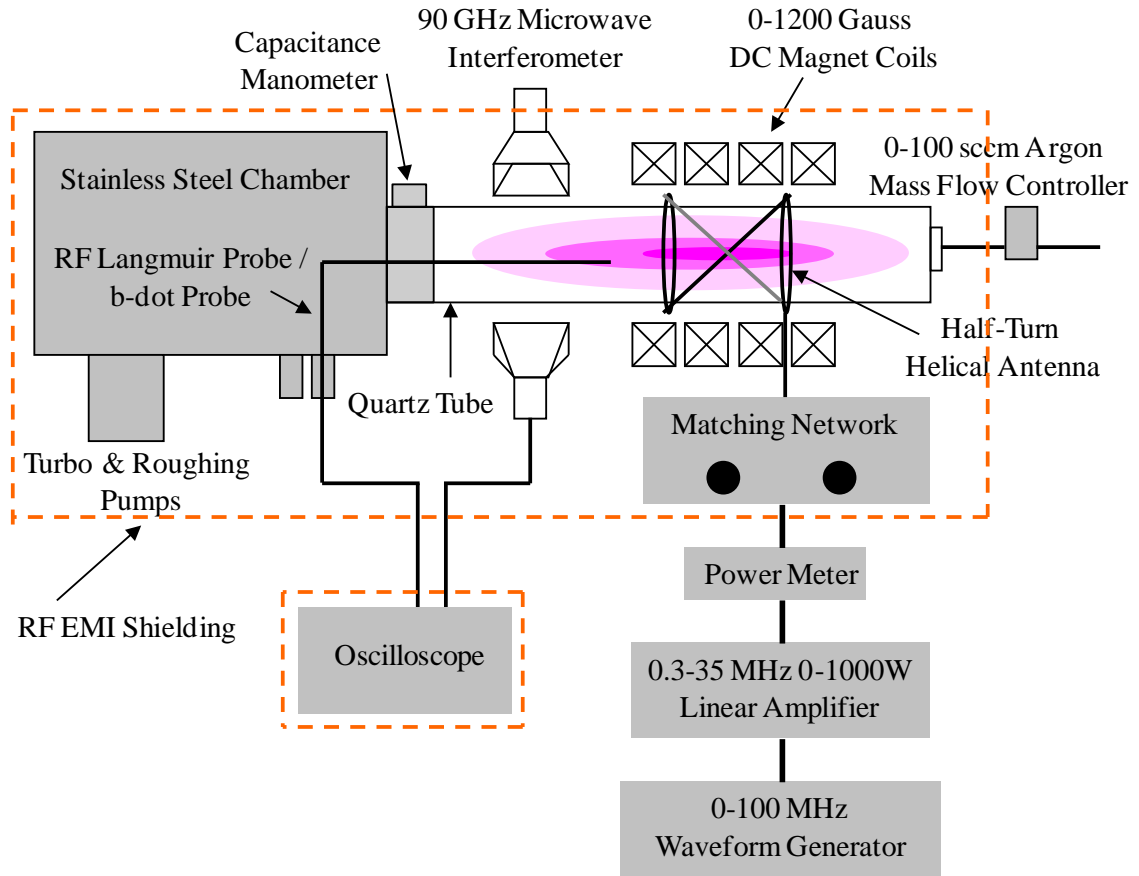 90 GHz Microwave
Interferometer
0-1200 Gauss
DC Magnet Coils
Capacitance
Manometer
0-100 sccm Argon
Mass Flow Controller
Stainless Steel Chamber
RF Langmuir Probe /
b-dot Probe
Half-Turn
Helical Antenna
Quartz Tube
Matching Network
Turbo & Roughing
Pumps
Power Meter
RF EMI Shielding
Oscilloscope
0.3-35 MHz 0-1000W
Linear Amplifier
0-100 MHz
Waveform Generator